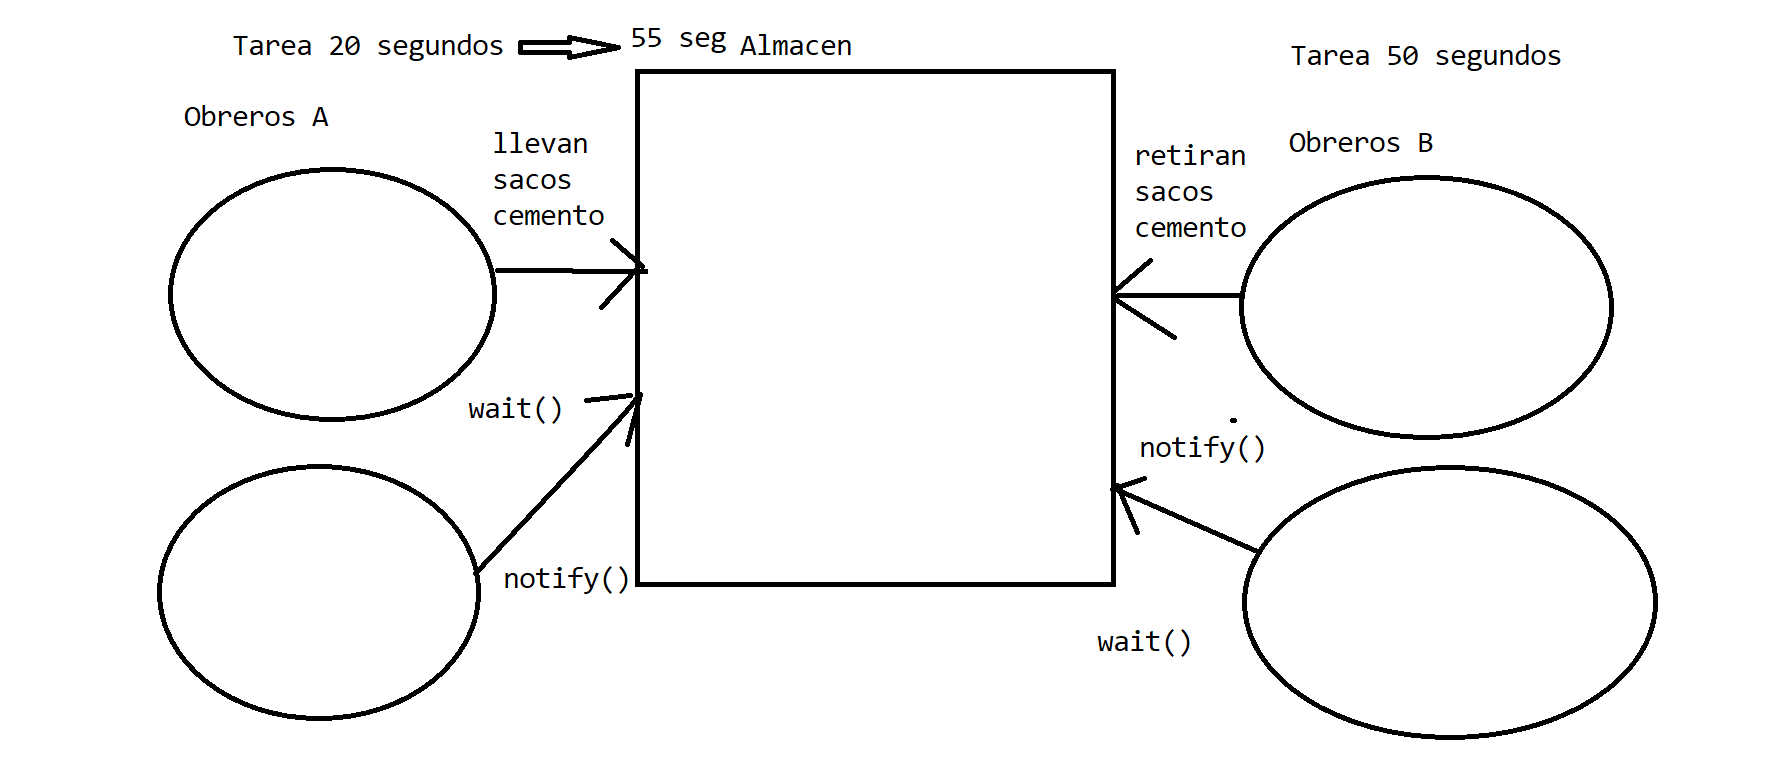 Tarea 20 segundos
55 seg
Almacen
Tarea 50 segundos
Obreros A
llevan
sacos
cemento
retiran
sacos
cemento
Obreros B
wait()
notify()
notify()
wait()